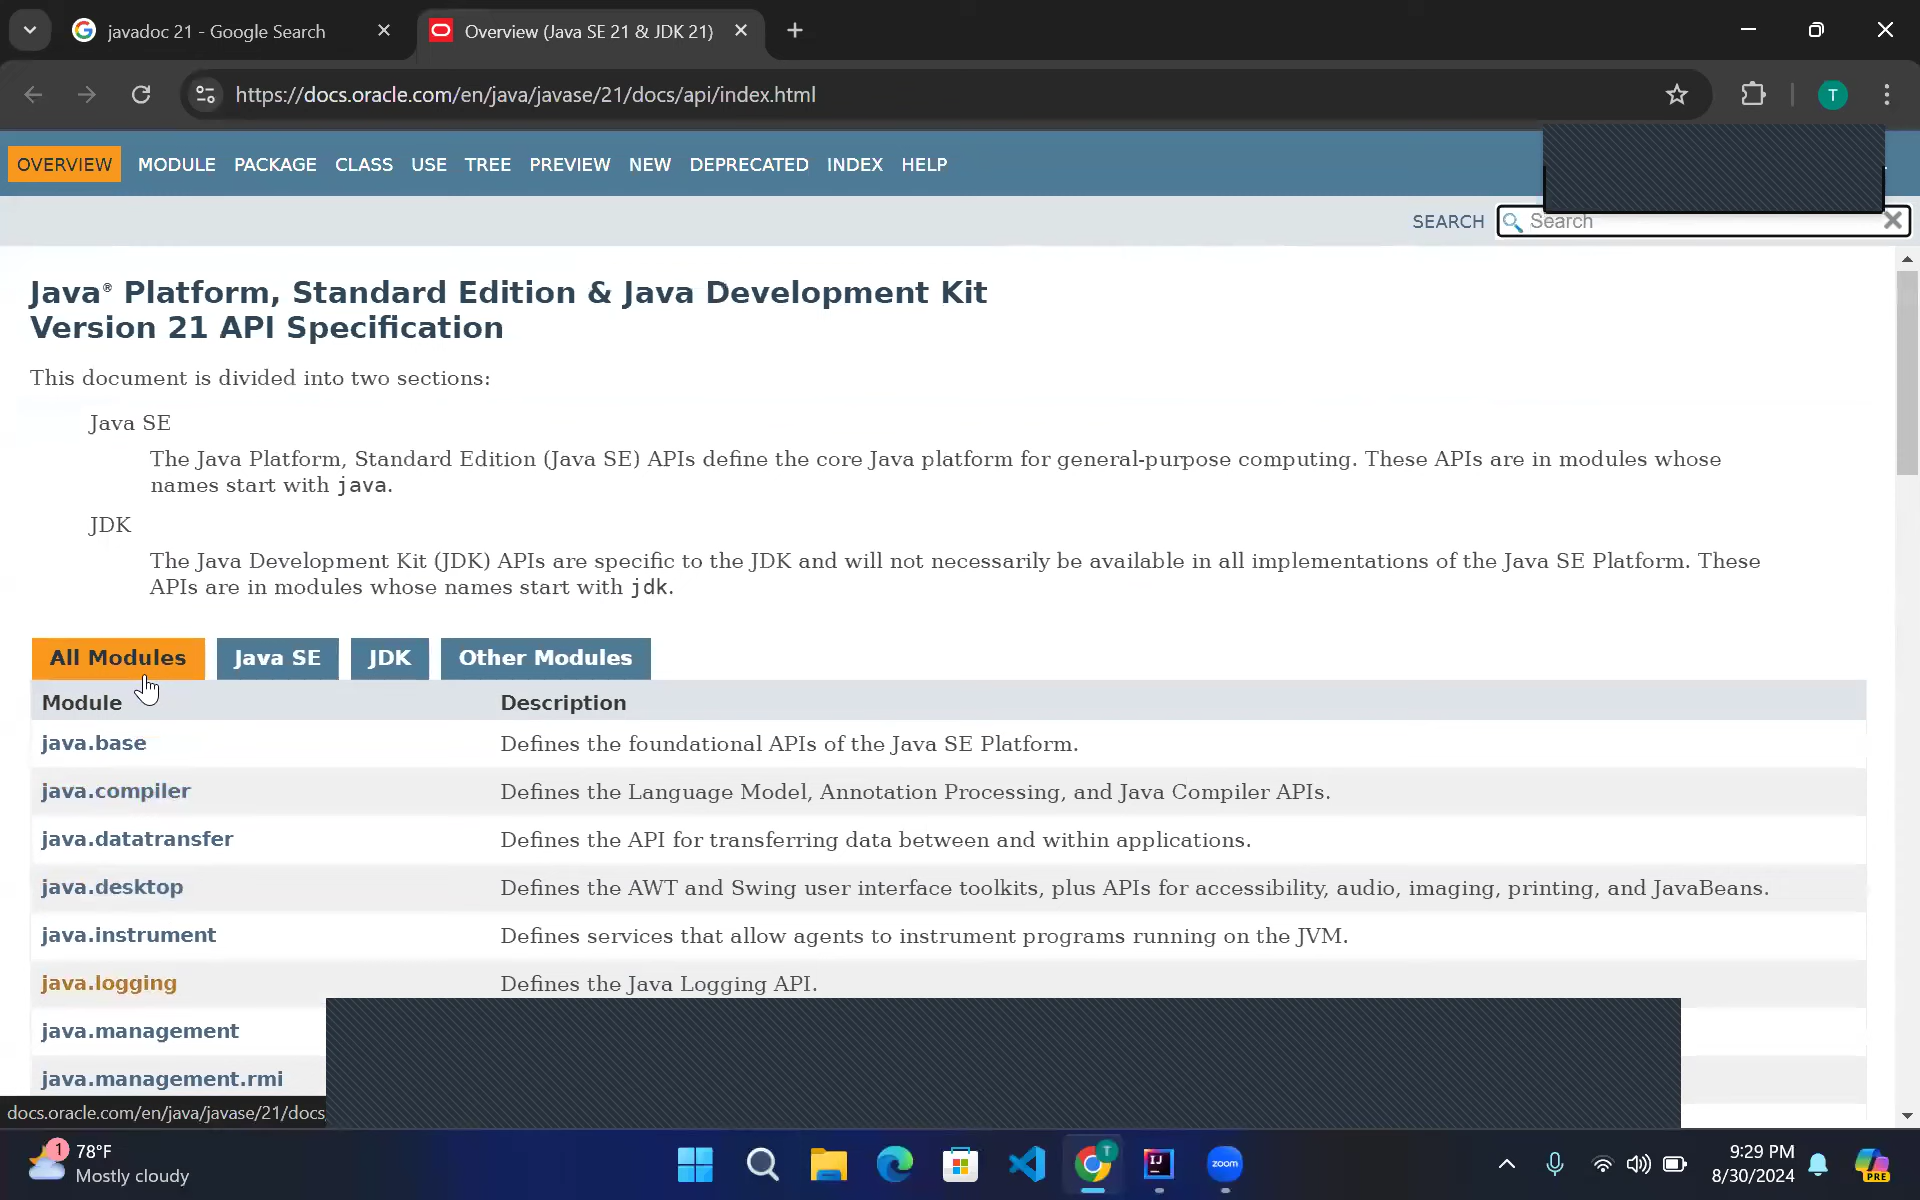 javadoc 21 - Google Search
Overview (Java SE 21 & JDK 21)
https://docs.oracle.com/en/java/javase/21/docs/api/index.html
T
OVERVIEW MODULE PACKAGE CLASS USE TREE PREVIEW NEW DEPRECATED INDEX HELP
SEARCH Search
Java® Platform, Standard Edition & Java Development Kit
Version 21 API Specification
This document is divided into two sections:
Java SE
The Java Platform, Standard Edition (Java SE) APIs define the core Java platform for general-purpose computing. These APIs are in modules whose
names start with java.
JDK
The Java Development Kit (JDK) APIs are specific to the JDK and will not necessarily be available in all implementations of the Java SE Platform. These
APIs are in modules whose names start with jdk.
All Modules Java SE JDK Other Modules
Module Description
java.base Defines the foundational APIs of the Java SE Platform.
java.compiler Defines the Language Model, Annotation Processing, and Java Compiler APIs.
java.datatransfer Defines the API for transferring data between and within applications.
java.desktop Defines the AWT and Swing user interface toolkits, plus APIs for accessibility, audio, imaging, printing, and JavaBeans.
java.instrument Defines services that allow agents to instrument programs running on the JVM.
java.logging Defines the Java Logging API.
java.management
java.management.rmi
docs.oracle.com/en/java/javase/21/docs
1 78°F
Mostly cloudy
T
IJ
zoom
9:29 PM
8/30/2024
PRE